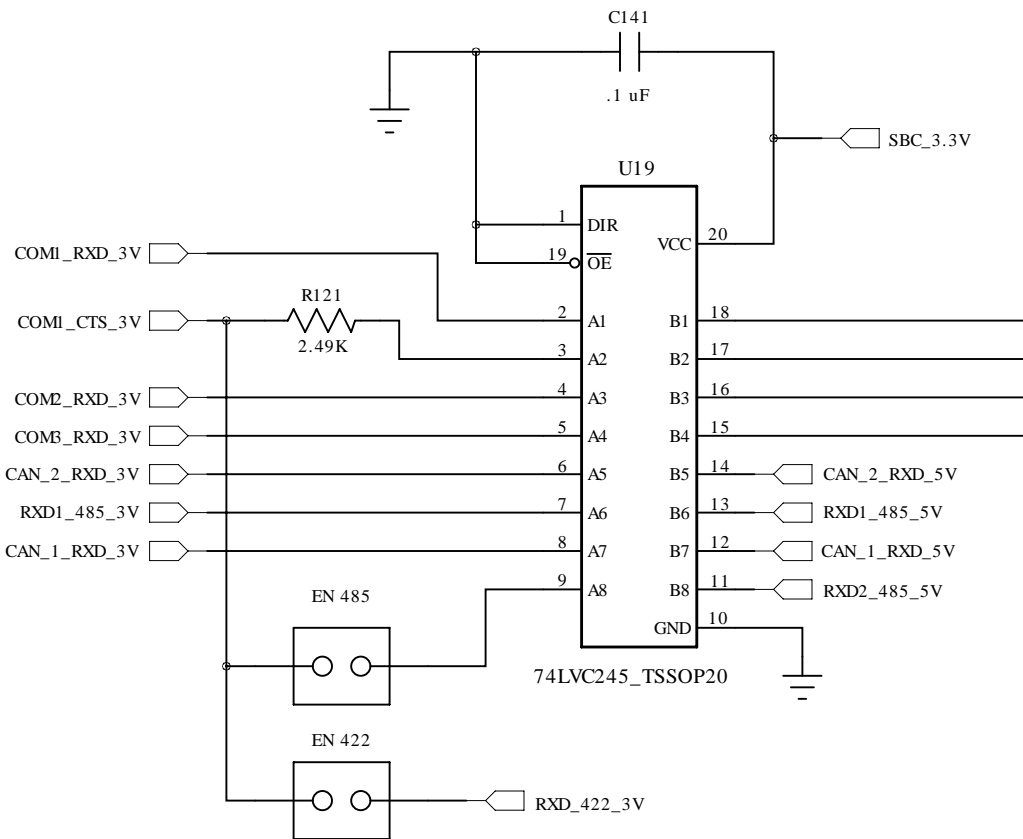 C141
.1 uF
SBC_3.3V
U19
1
DIR
VCC
20
COM1_RXD_3V
19
OE
R121
COM1_CTS_3V
2
A1
B1
18
2.49K
3
A2
B2
17
COM2_RXD_3V
4
A3
B3
16
COM3_RXD_3V
5
A4
B4
15
CAN_2_RXD_3V
6
A5
B5
14
CAN_2_RXD_5V
RXD1_485_3V
7
A6
B6
13
RXD1_485_5V
CAN_1_RXD_3V
8
A7
B7
12
CAN_1_RXD_5V
9
A8
B8
11
RXD2_485_5V
EN 485
GND
10
74LVC245_TSSOP20
EN 422
RXD_422_3V